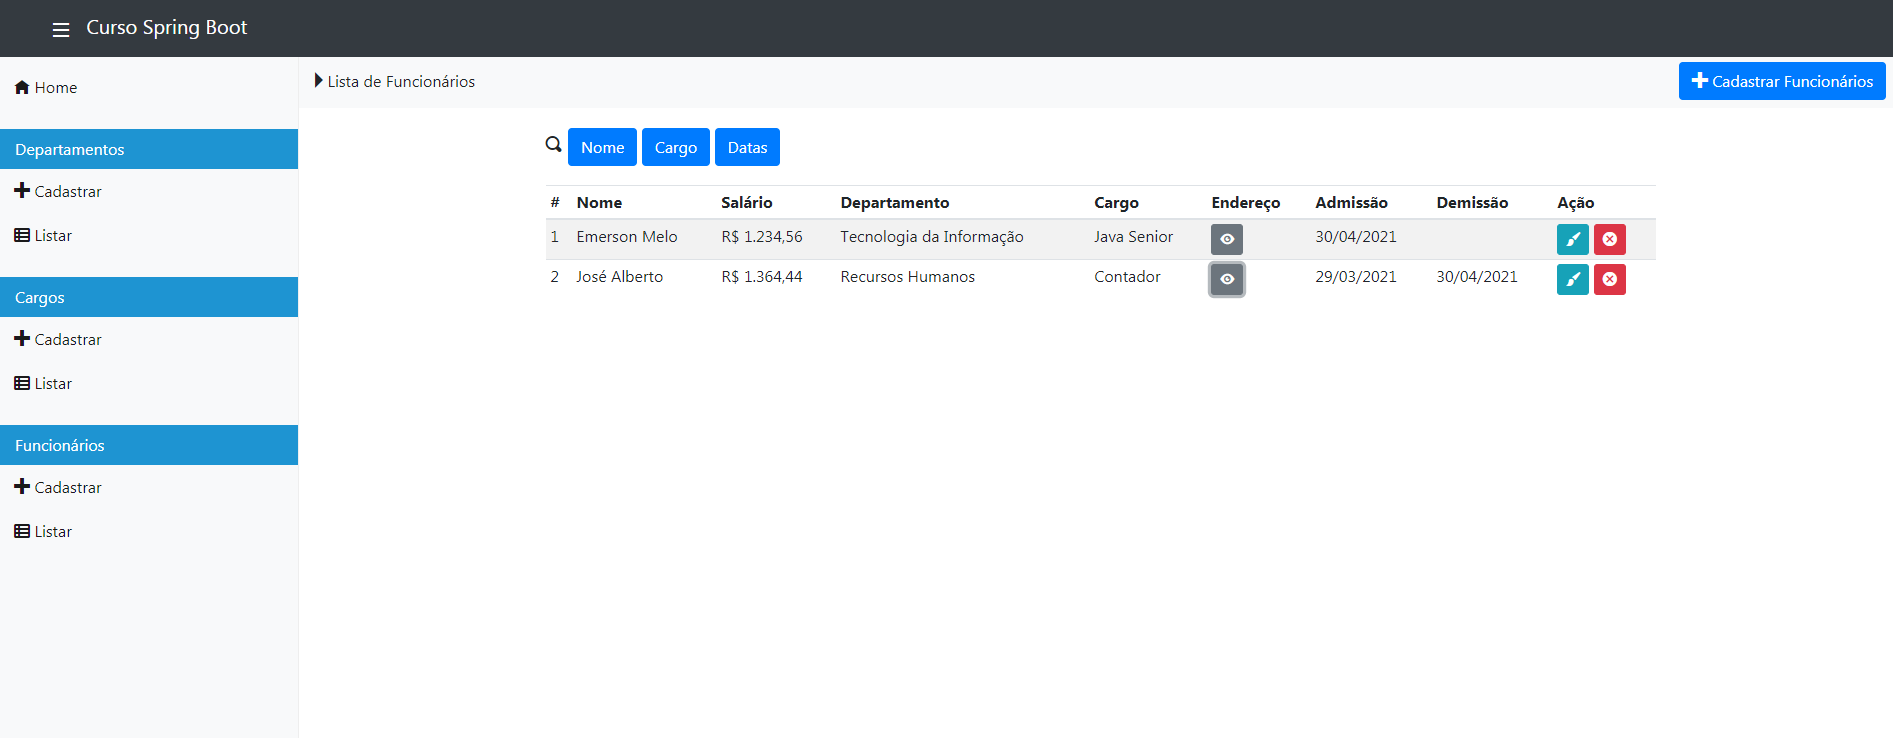 Curso Spring Boot
Home
Departamentos
Cadastrar
Listar
Cargos
Cadastrar
Listar
Funcionários
Cadastrar
Listar
Lista de Funcionários
Cadastrar Funcionários
Nome Cargo Datas
# Nome Salário Departamento Cargo Endereço Admissão Demissão Ação
1 Emerson Melo R$ 1.234,56 Tecnologia da Informação Java Senior 30/04/2021
2 José Alberto R$ 1.364,44 Recursos Humanos Contador 29/03/2021 30/04/2021